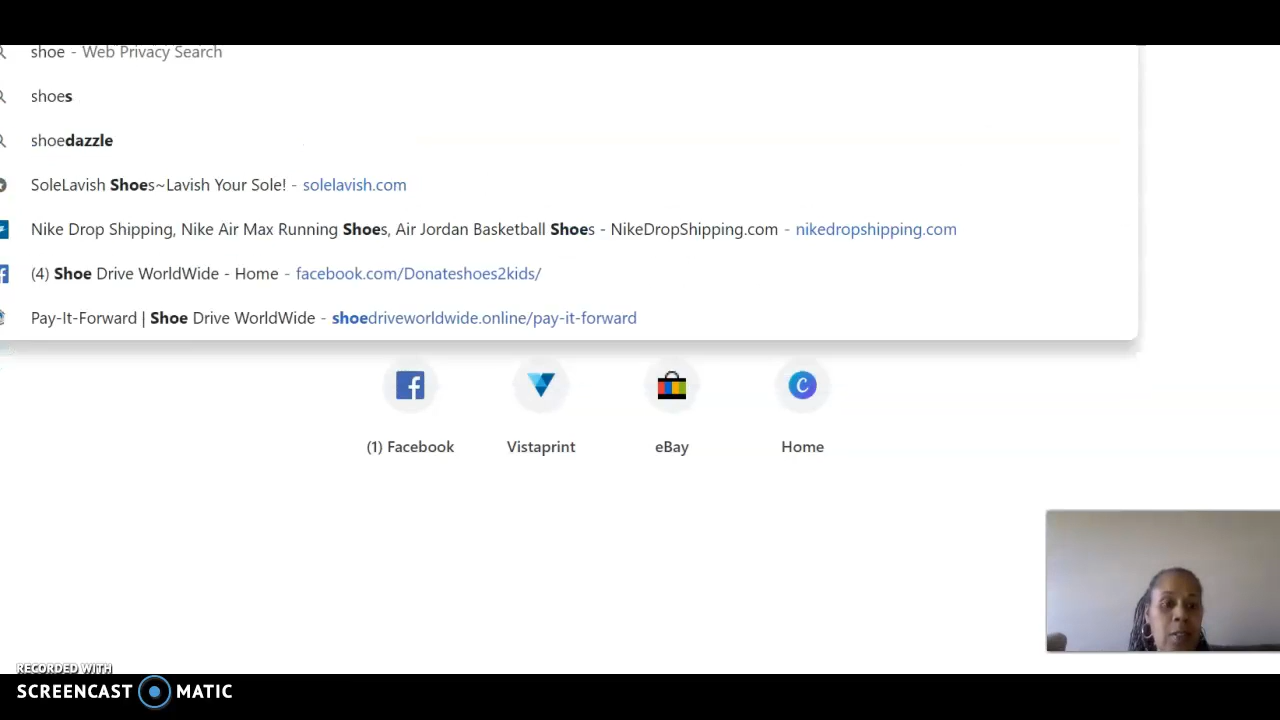 shoe - Web Privacy Search
shoes
shoedazzle
SoleLavish Shoes~Lavish Your Sole! - solelavish.com
Nike Drop Shipping, Nike Air Max Running Shoes, Air Jordan Basketball Shoes - NikeDropShipping.com - nikedropshipping.com
(4) Shoe Drive WorldWide - Home - facebook.com/Donateshoes2kids/
Pay-It-Forward | Shoe Drive WorldWide - shoedriveworldwide.online/pay-it-forward
(1) Facebook Vistaprint eBay Home
RECORDED WITH
SCREENCAST MATIC